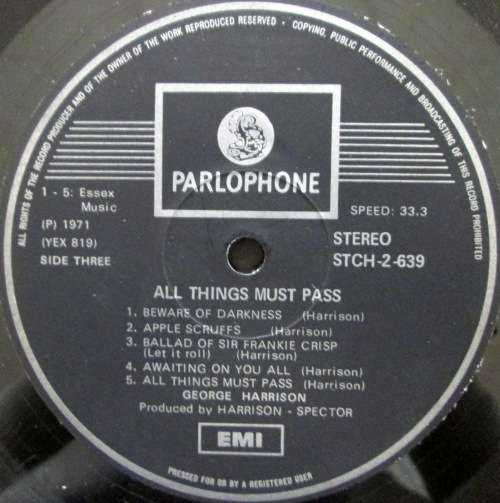 ALL RIGHTS OF THE RECORD PRODUCER AND OF THE OWNER OF THE WORK REPRODUCED RESERVED • COPYING, PUBLIC PERFORMANCE AND BROADCASTING OF THIS RECORD PROHIBITED
PARLOPHONE
1 - 5: Essex
Music
SPEED: 33.3
(P) 1971
(YEX 819)
STEREO
SIDE THREE
STCH-2-639
ALL THINGS MUST PASS
1. BEWARE OF DARKNESS (Harrison)
2. APPLE SCRUFFS (Harrison)
3. BALLAD OF SIR FRANKIE CRISP
(Let it roll) (Harrison)
4. AWAITING ON YOU ALL (Harrison)
5. ALL THINGS MUST PASS (Harrison)
GEORGE HARRISON
Produced by HARRISON - SPECTOR
EMI
PRESSED FOR OR BY A REGISTERED USER